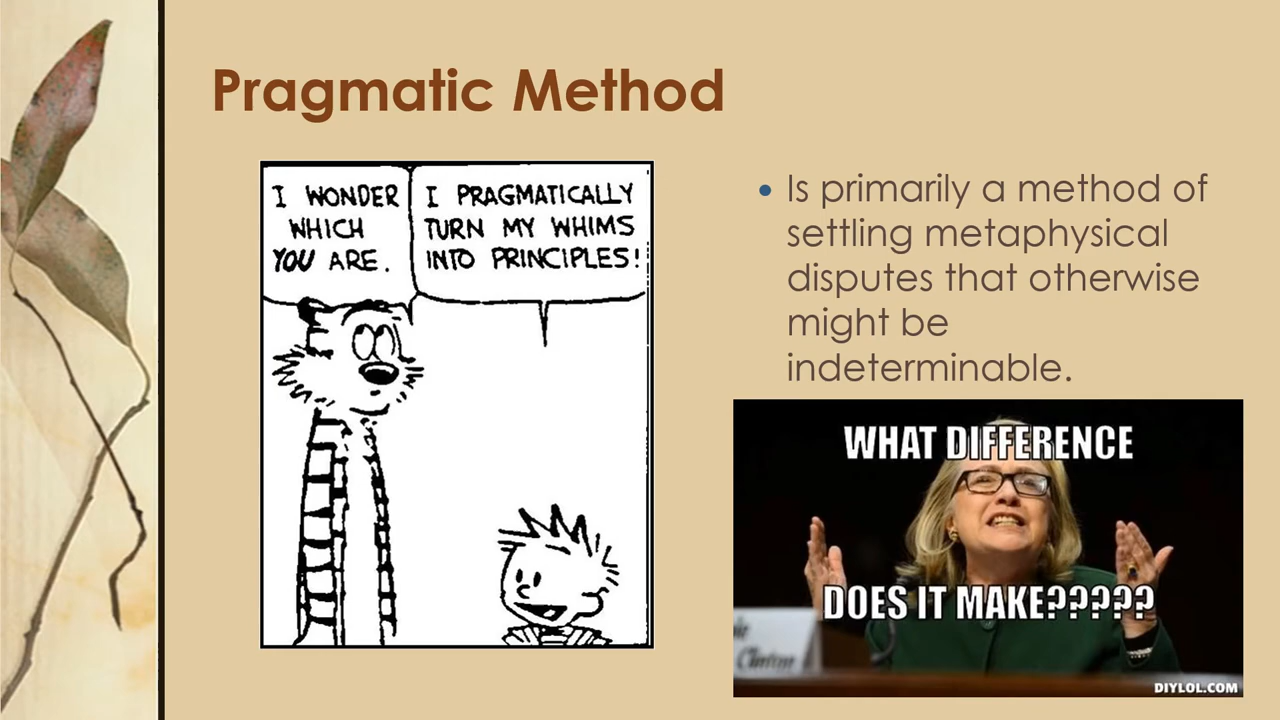 Pragmatic Method
I WONDER
WHICH
YOU ARE.
I PRAGMATICALLY
TURN MY WHIMS
INTO PRINCIPLES!
• Is primarily a method of
settling metaphysical
disputes that otherwise
might be
indeterminable.
WHAT DIFFERENCE
DOES IT MAKE?????
Clinton
DIYLOL.COM